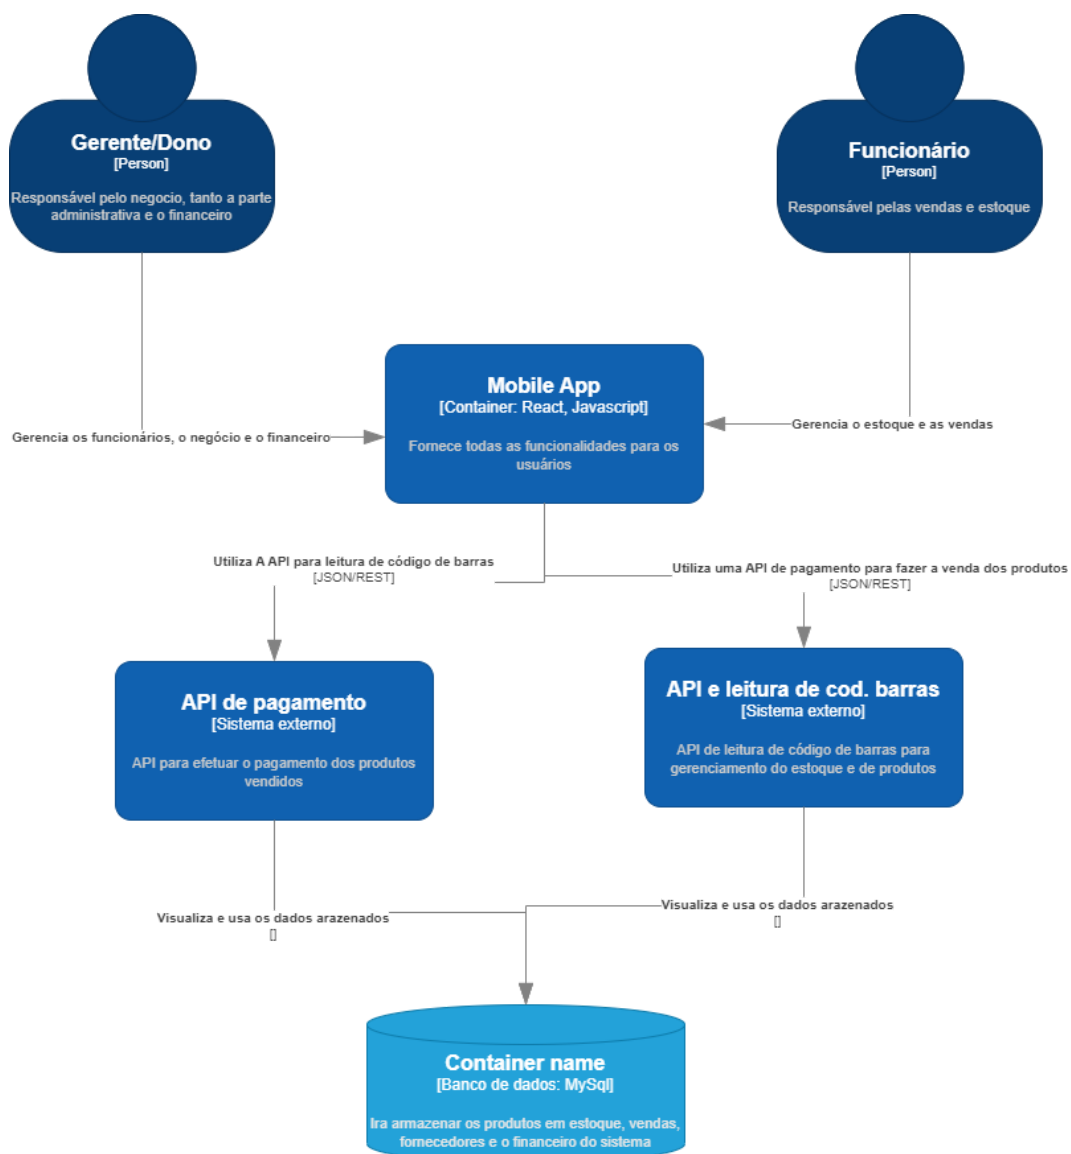 Gerente/Dono
[Person]
Responsável pelo negocio, tanto a parte
administrativa e o financeiro
Funcionário
[Person]
Responsável pelas vendas e estoque
Mobile App
[Container: React, Javascript]
Fornece todas as funcionalidades para os
usuários
Gerencia os funcionários, o negócio e o financeiro
Gerencia o estoque e as vendas
Utiliza A API para leitura de código de barras
[JSON/REST]
Utiliza uma API de pagamento para fazer a venda dos produtos
[JSON/REST]
API de pagamento
[Sistema externo]
API para efetuar o pagamento dos produtos
vendidos
API e leitura de cod. barras
[Sistema externo]
API de leitura de código de barras para
gerenciamento do estoque e de produtos
Visualiza e usa os dados arazenados
[]
Visualiza e usa os dados arazenados
[]
Container name
[Banco de dados: MySql]
Ira armazenar os produtos em estoque, vendas,
fornecedores e o financeiro do sistema